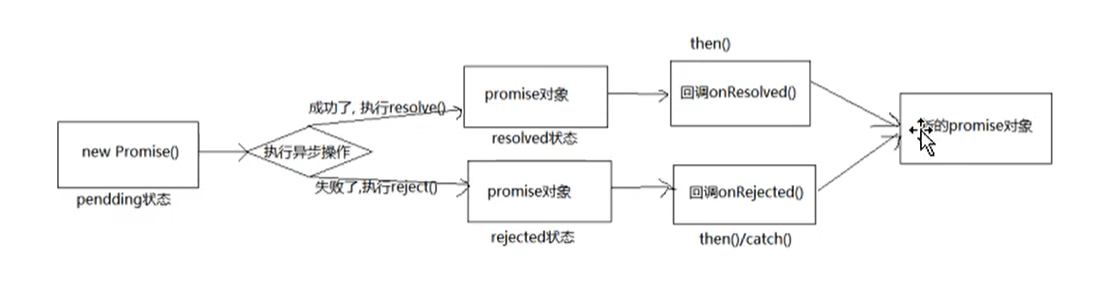 new Promise()
pendding状态
执行异步操作
成功了, 执行resolve()
失败了,执行reject()
promise对象
resolved状态
promise对象
rejected状态
then()
回调onResolved()
回调onRejected()
then()/catch()
的promise对象